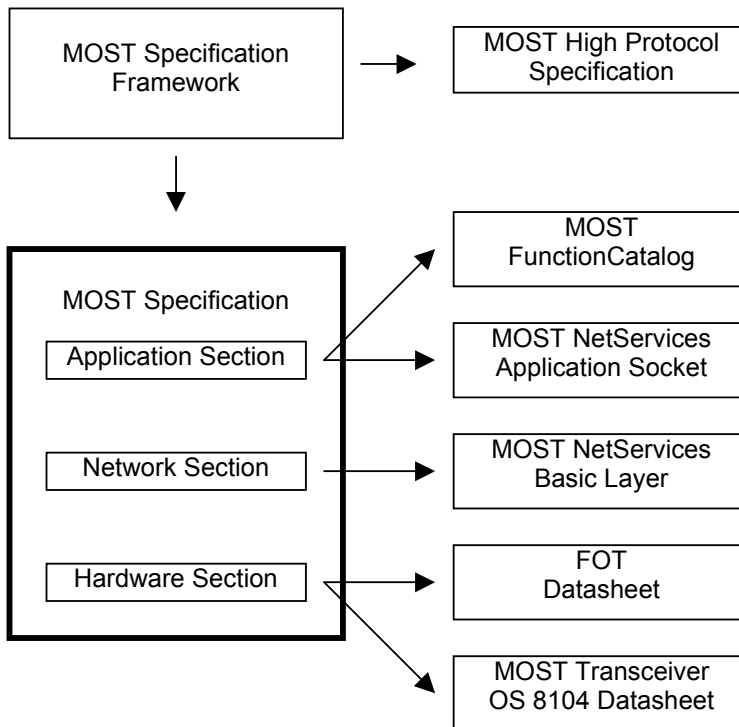 MOST Specification
Framework
MOST High Protocol
Specification
MOST Specification
Application Section
Network Section
Hardware Section
MOST
FunctionCatalog
MOST NetServices
Application Socket
MOST NetServices
Basic Layer
FOT
Datasheet
MOST Transceiver
OS 8104 Datasheet